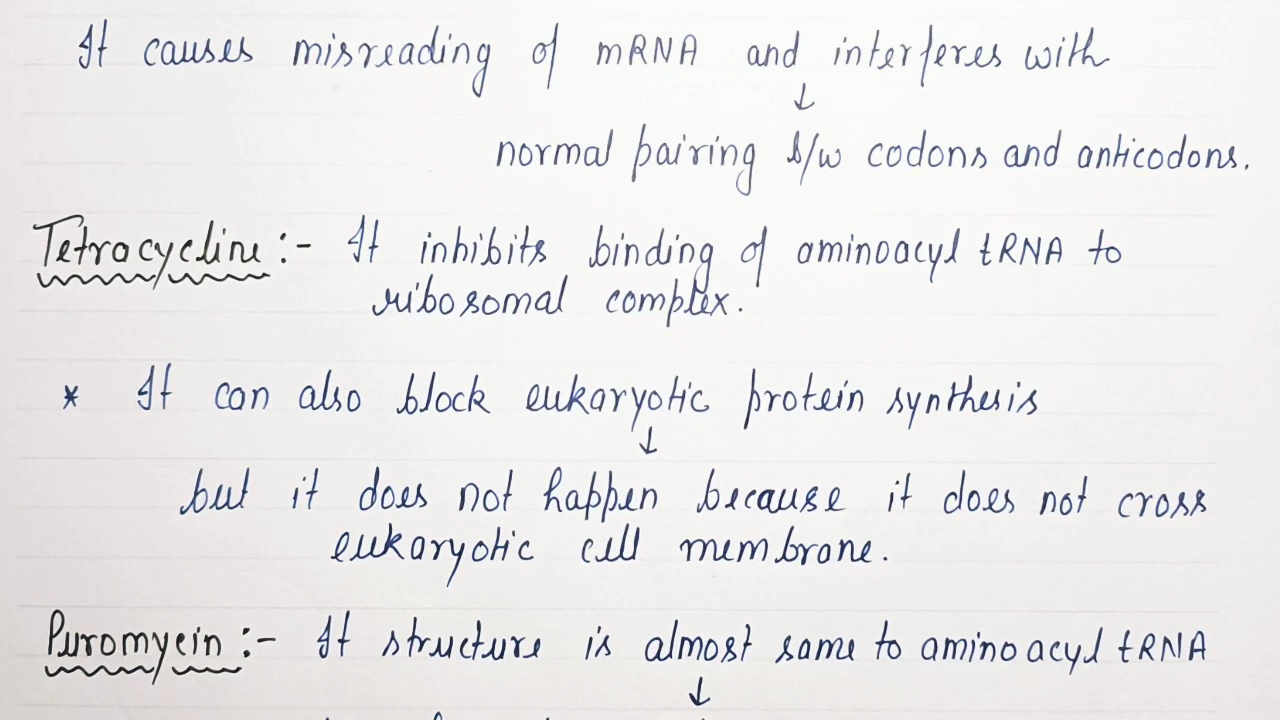 It causes misreading of mRNA and interferes with
↓
normal pairing b/w codons and anticodons.
Tetracycline :- It inhibits binding of aminoacyl tRNA to
ribosomal complex.
* It can also block eukaryotic protein synthesis
↓
but it does not happen because it does not cross
eukaryotic cell membrane.
Puromycin :- It structure is almost same to aminoacyl tRNA
↓